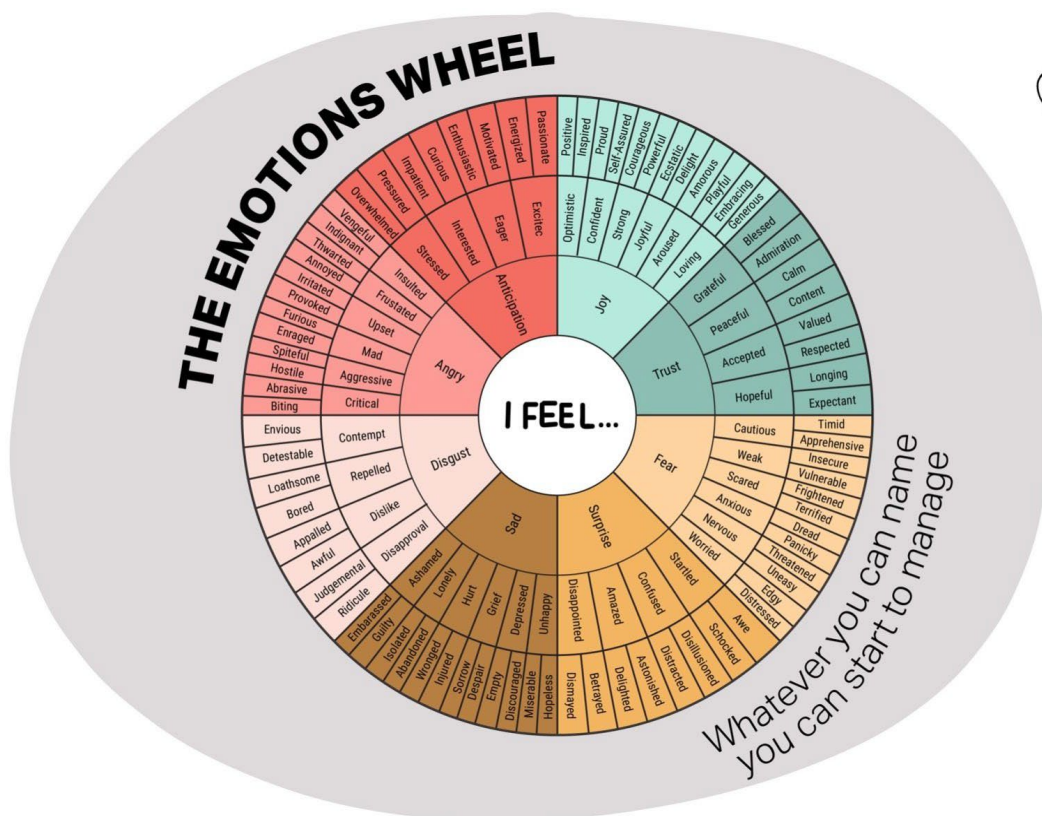 THE EMOTIONS WHEEL
I FEEL...
Joy
Optimistic
Confident
Strong
Joyful
Aroused
Loving
Positive
Inspired
Proud
Self-Assured
Courageous
Powerful
Ecstatic
Delight
Amorous
Playful
Embracing
Generous
Trust
Grateful
Peaceful
Accepted
Hopeful
Blessed
Admiration
Calm
Content
Valued
Respected
Longing
Expectant
Fear
Cautious
Weak
Scared
Anxious
Nervous
Worried
Timid
Apprehensive
Insecure
Vulnerable
Frightened
Terrified
Dread
Panicky
Threatened
Uneasy
Edgy
Distressed
Surprise
Startled
Confused
Amazed
Disappointed
Awe
Schocked
Disillusioned
Distracted
Astonished
Delighted
Betrayed
Dismayed
Sad
Unhappy
Depressed
Grief
Hurt
Lonely
Ashamed
Hopeless
Miserable
Discouraged
Empty
Despair
Sorrow
Injured
Wronged
Abandoned
Isolated
Guilty
Embarassed
Disgust
Disapproval
Dislike
Repelled
Contempt
Ridicule
Judgemental
Awful
Appalled
Bored
Loathsome
Detestable
Envious
Angry
Critical
Aggressive
Mad
Upset
Frustated
Insulted
Biting
Abrasive
Hostile
Spiteful
Enraged
Furious
Provoked
Irritated
Annoyed
Thwarted
Indignant
Vengeful
Anticipation
Stressed
Interested
Eager
Excitec
Overwhelmed
Pressured
Impatient
Curious
Enthusiastic
Motivated
Energized
Passionate
Whatever you can name
you can start to manage